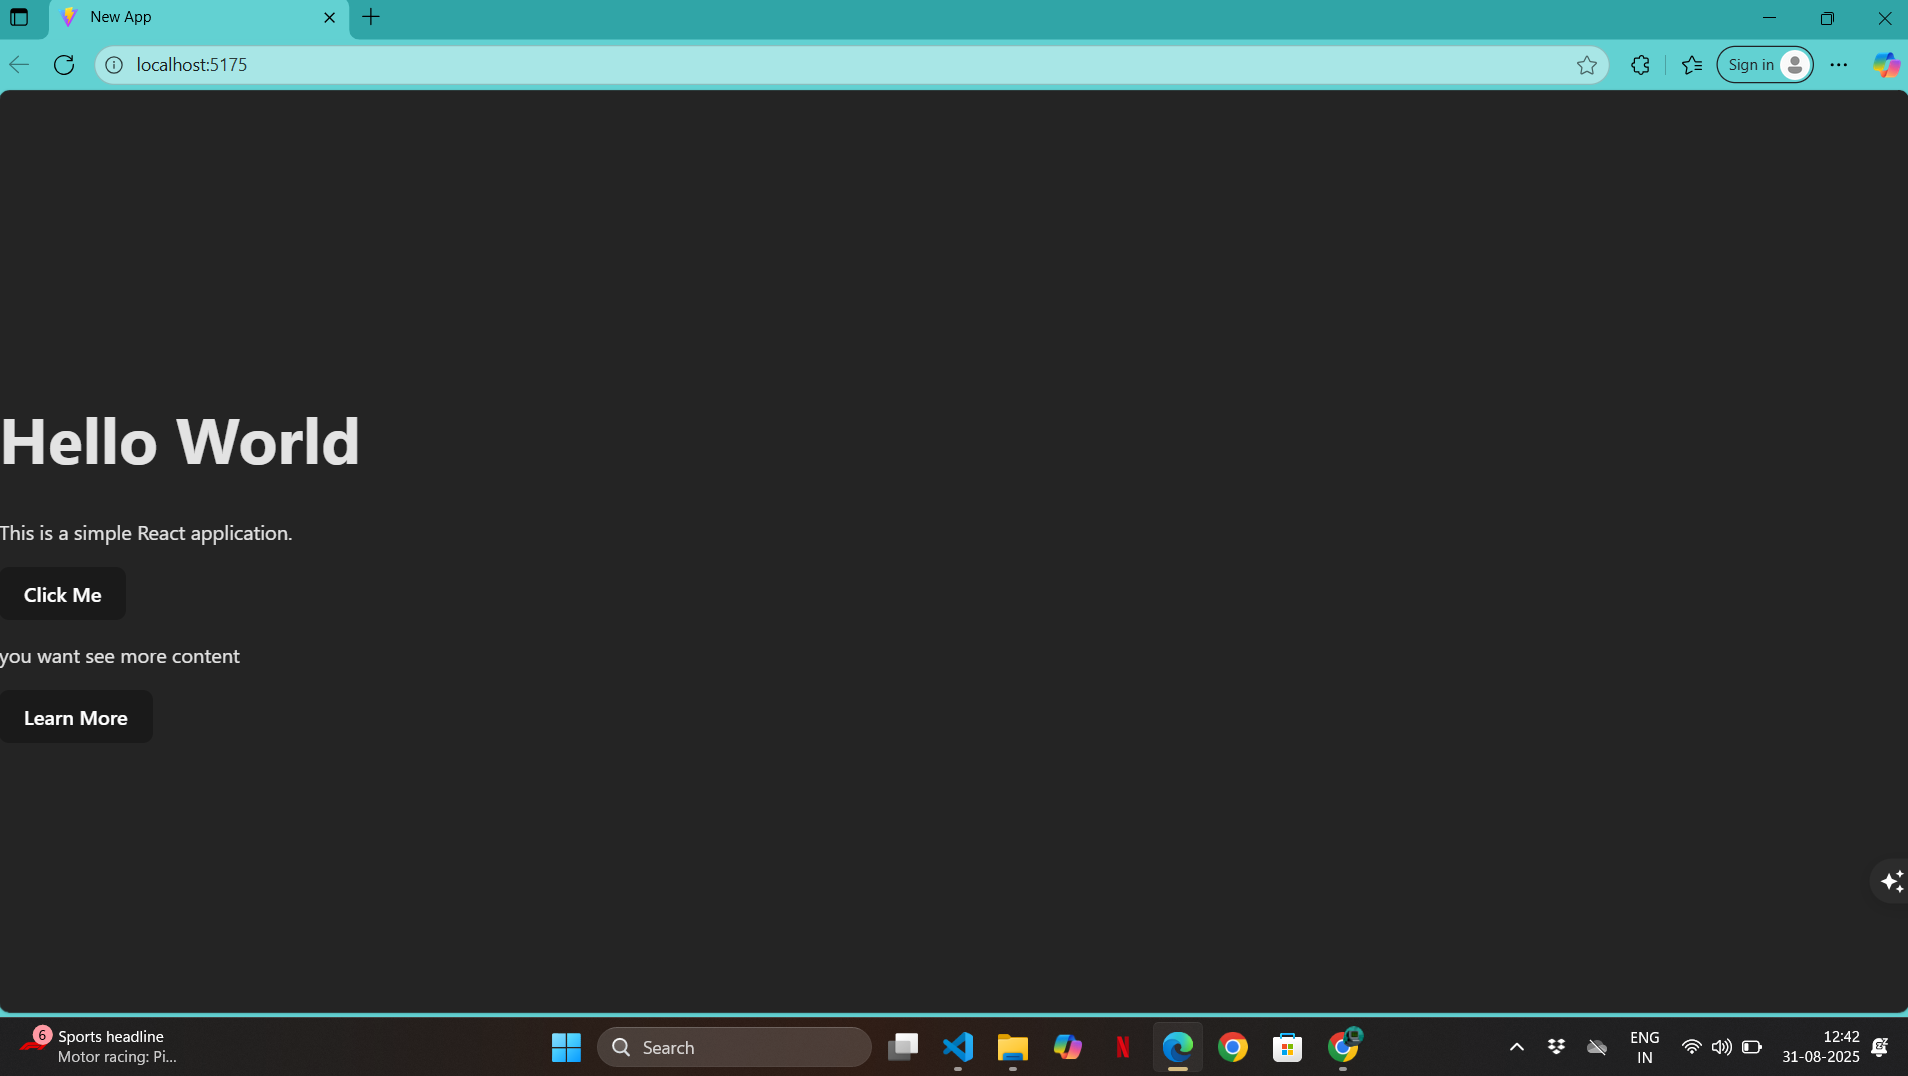 New App
localhost:5175
Sign in
Hello World
This is a simple React application.
Click Me
you want see more content
Learn More
6
Sports headline
Motor racing: Pi...
Search
N
ENG
IN
12:42
31-08-2025